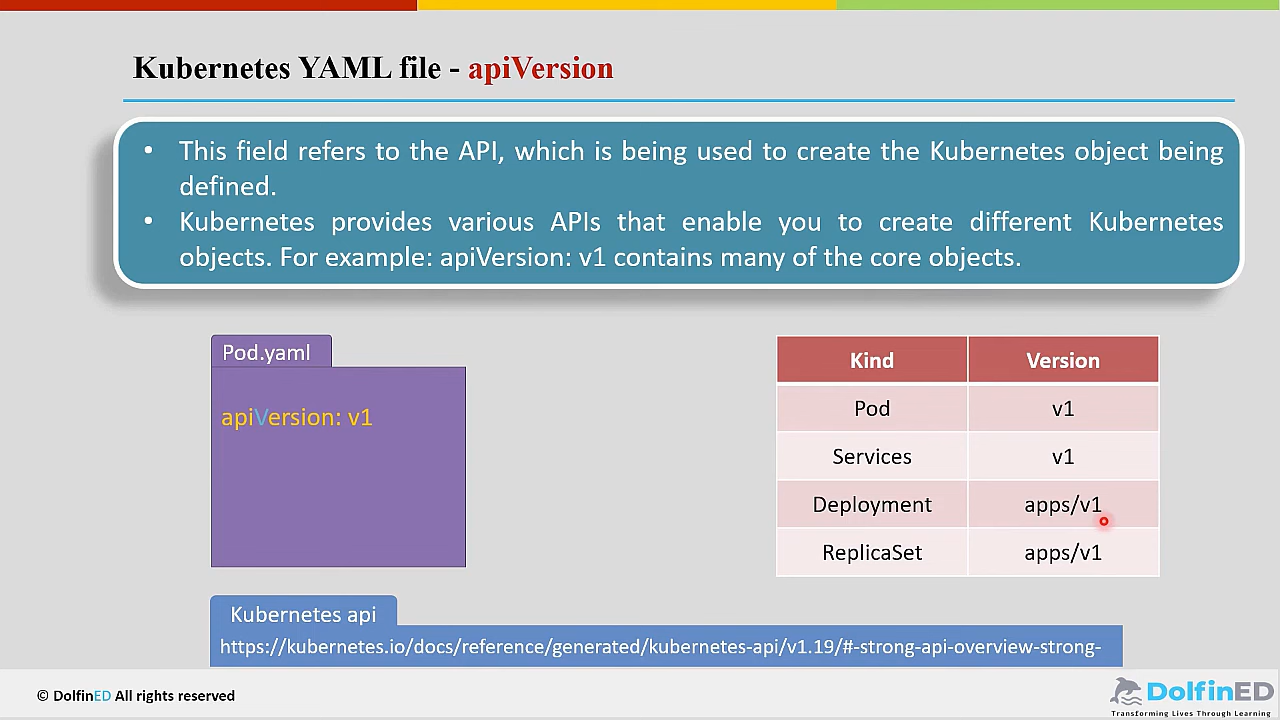 Kubernetes YAML file - apiVersion
• This field refers to the API, which is being used to create the Kubernetes object being
defined.
• Kubernetes provides various APIs that enable you to create different Kubernetes
objects. For example: apiVersion: v1 contains many of the core objects.
Pod.yaml
apiVersion: v1
Kind Version
Pod v1
Services v1
Deployment apps/v1
ReplicaSet apps/v1
Kubernetes api
https://kubernetes.io/docs/reference/generated/kubernetes-api/v1.19/#-strong-api-overview-strong-
© DolfinED All rights reserved
DolfinED
Transforming Lives Through Learning